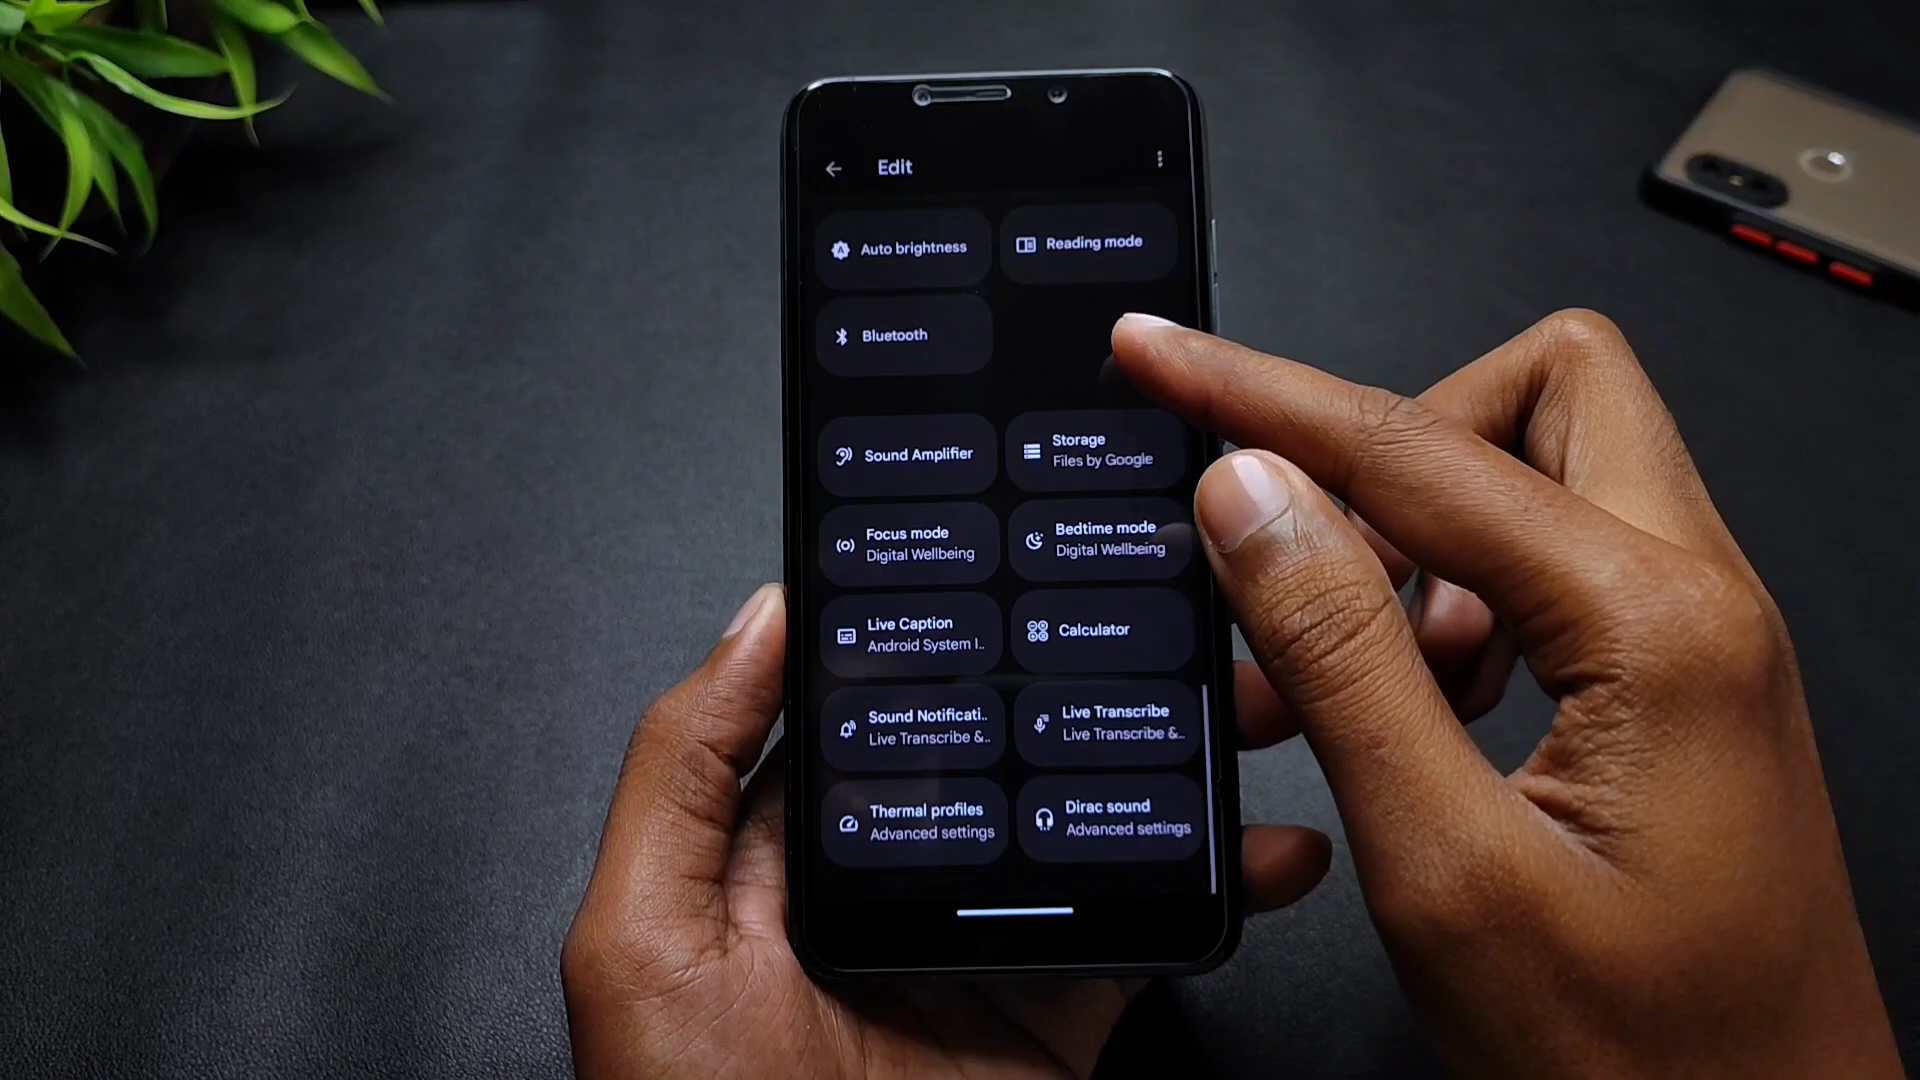 Edit
Auto brightness
Reading mode
Bluetooth
Sound Amplifier
Storage
Files by Google
Focus mode
Digital Wellbeing
Bedtime mode
Digital Wellbeing
Live Caption
Android System I..
Calculator
Sound Notificati..
Live Transcribe &..
Live Transcribe
Live Transcribe &..
Thermal profiles
Advanced settings
Dirac sound
Advanced settings